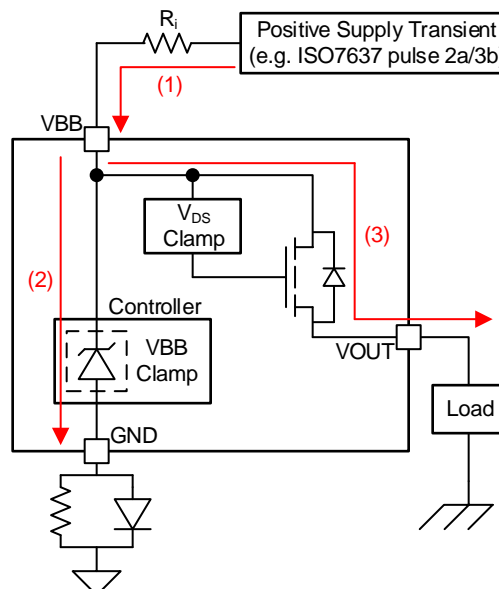 Ri
Positive Supply Transient
(e.g. ISO7637 pulse 2a/3b)
(1)
VBB
VDS
Clamp
(3)
(2)
Controller
VBB
Clamp
VOUT
GND
Load